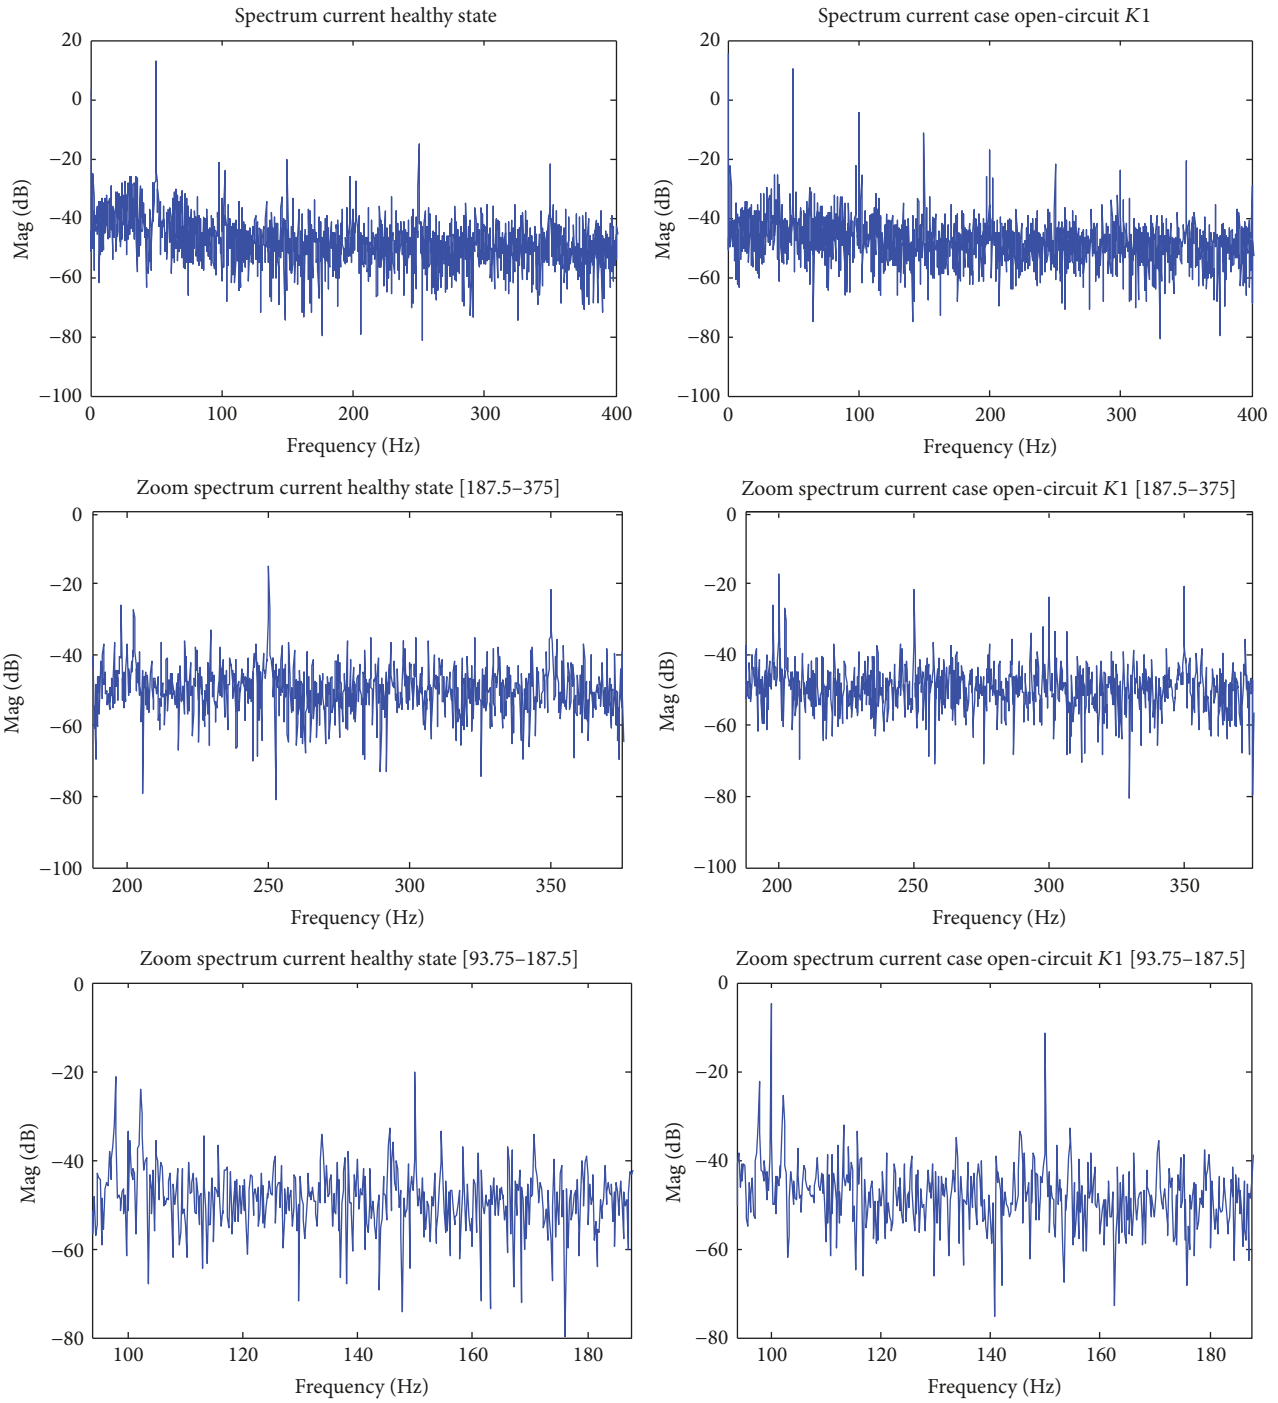 Spectrum current healthy state
20
0
−20
−40
−60
−80
−100
Mag (dB)
0 100 200 300 400
Frequency (Hz)
Spectrum current case open-circuit K1
20
0
−20
−40
−60
−80
−100
Mag (dB)
0 100 200 300 400
Frequency (Hz)
Zoom spectrum current healthy state [187.5–375]
0
−20
−40
−60
−80
−100
Mag (dB)
200 250 300 350
Frequency (Hz)
Zoom spectrum current case open-circuit K1 [187.5–375]
0
−20
−40
−60
−80
−100
Mag (dB)
200 250 300 350
Frequency (Hz)
Zoom spectrum current healthy state [93.75–187.5]
0
−20
−40
−60
−80
Mag (dB)
100 120 140 160 180
Frequency (Hz)
Zoom spectrum current case open-circuit K1 [93.75–187.5]
0
−20
−40
−60
−80
Mag (dB)
100 120 140 160 180
Frequency (Hz)